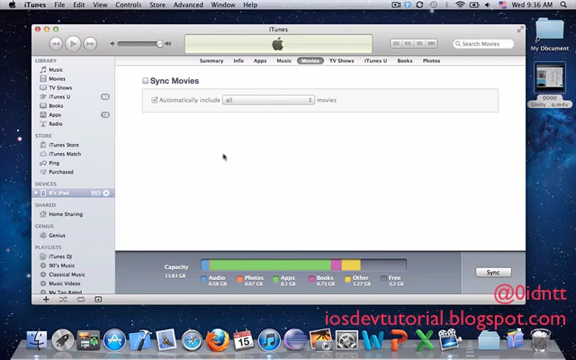 iTunes File Edit View Controls Store Advanced Window Help
Wed 9:36 AM
iTunes
Search Movies
LIBRARY
Music
Movies
TV Shows
iTunes U
Books
Apps
Radio
STORE
iTunes Store
iTunes Match
Ping
Purchased
DEVICES
SHARED
Home Sharing
GENIUS
Genius
PLAYLISTS
iTunes DJ
90's Music
Classical Music
Music Videos
My Top Rated
Summary Info Apps Music Movies TV Shows iTunes U Books Photos
Sync Movies
Automatically include all movies
Capacity
Audio Photos Apps Books Other Free
Sync
My Document
@0idntt
iosdevtutorial.blogspot.com